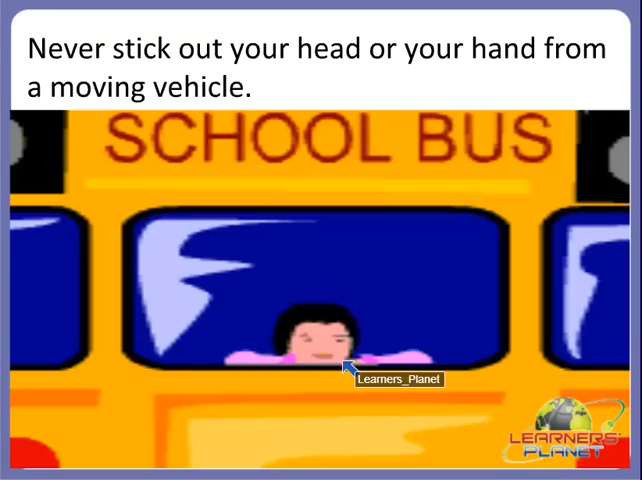 Never stick out your head or your hand from
a moving vehicle.
SCHOOL BUS
Learners_Planet
LEARNERS'
PLANET